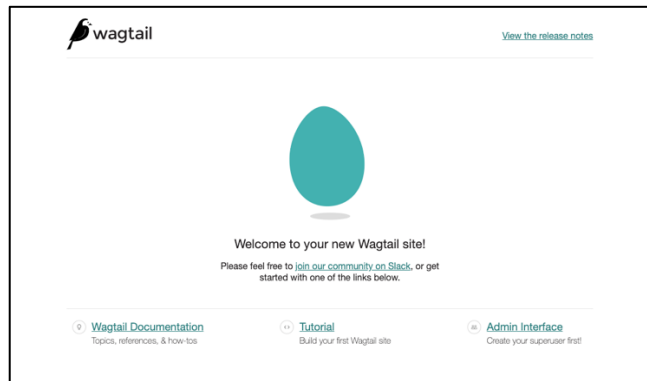 wagtail
View the release notes
Welcome to your new Wagtail site!
Please feel free to join our community on Slack, or get
started with one of the links below.
Wagtail Documentation
Topics, references, & how-tos
Tutorial
Build your first Wagtail site
Admin Interface
Create your superuser first!